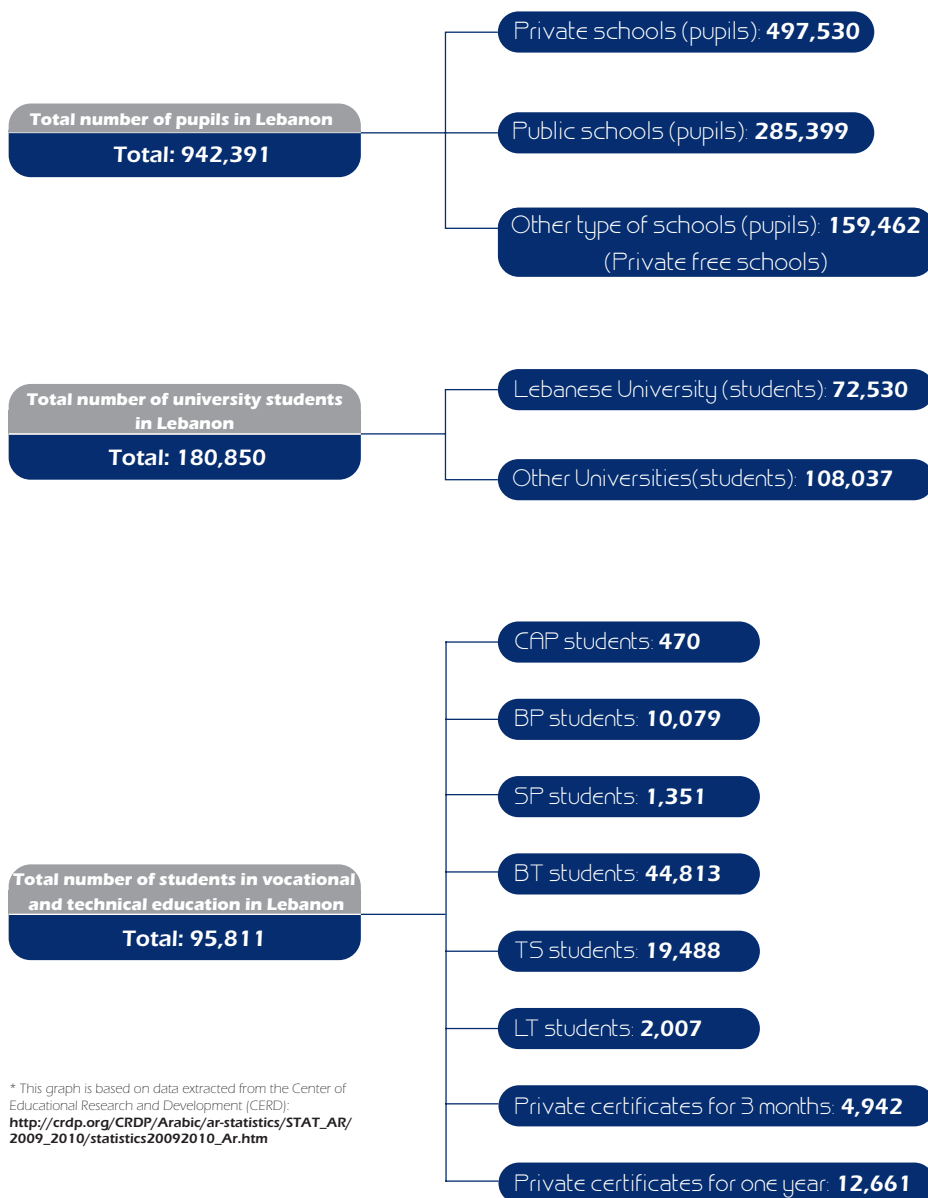 Total number of pupils in Lebanon
Total: 942,391
Private schools (pupils): 497,530
Public schools (pupils): 285,399
Other type of schools (pupils): 159,462
(Private free schools)
Total number of university students
in Lebanon
Total: 180,850
Lebanese University (students): 72,530
Other Universities(students): 108,037
Total number of students in vocational
and technical education in Lebanon
Total: 95,811
CAP students: 470
BP students: 10,079
SP students: 1,351
BT students: 44,813
TS students: 19,488
LT students: 2,007
Private certificates for 3 months: 4,942
Private certificates for one year: 12,661
* This graph is based on data extracted from the Center of
Educational Research and Development (CERD):
http://crdp.org/CRDP/Arabic/ar-statistics/STAT_AR/
2009_2010/statistics20092010_Ar.htm